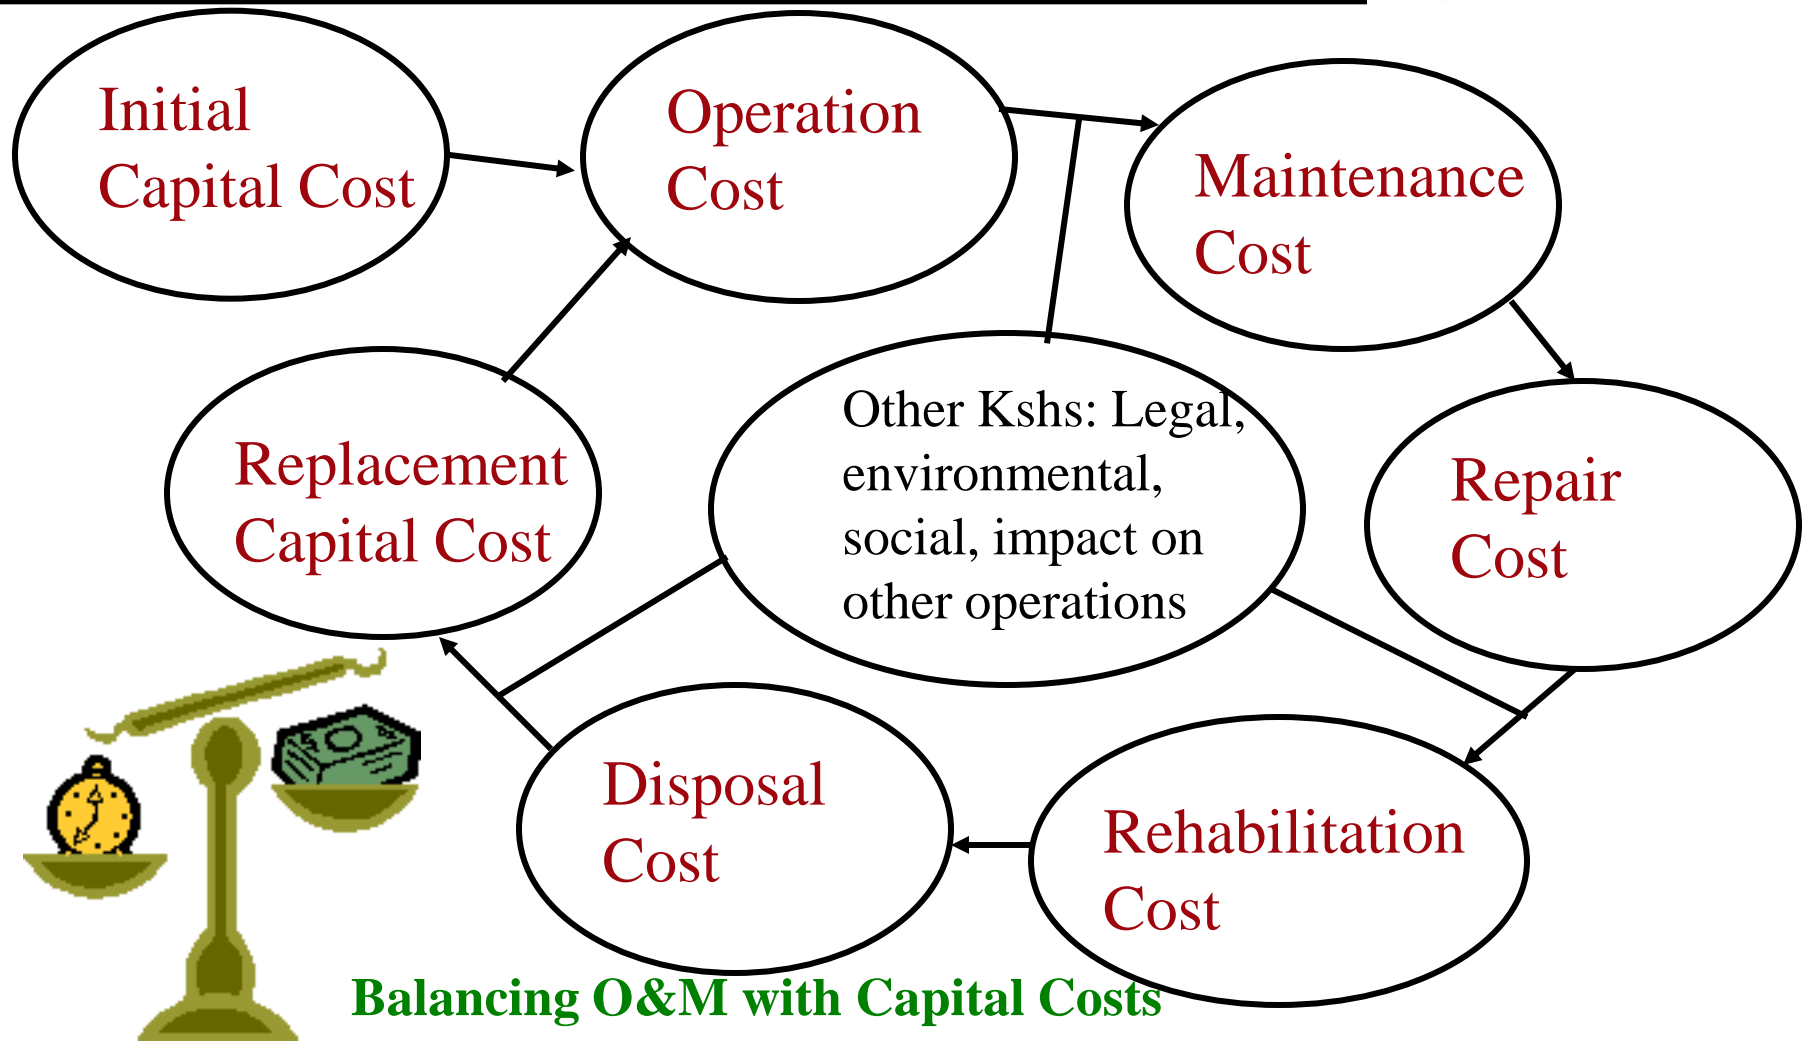 Initial
Capital Cost
Operation
Cost
Maintenance
Cost
Replacement
Capital Cost
Other Kshs: Legal,
environmental,
social, impact on
other operations
Repair
Cost
Disposal
Cost
Rehabilitation
Cost
Balancing O&M with Capital Costs